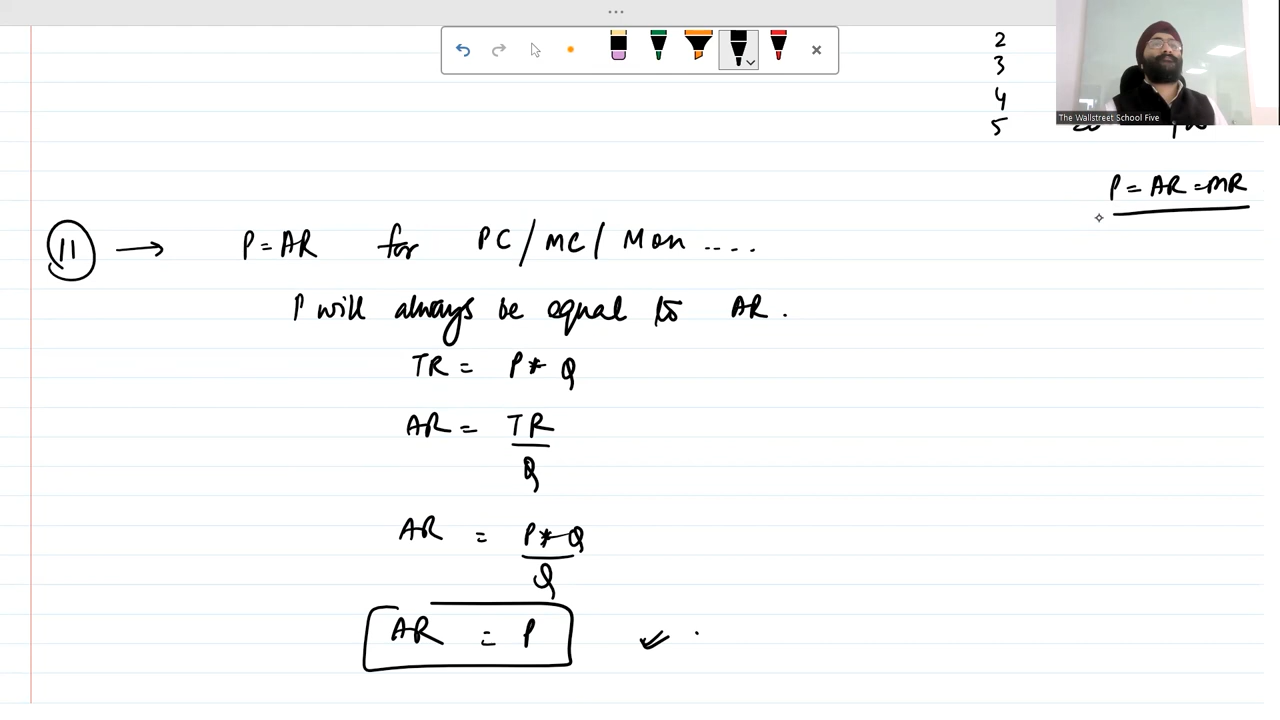 2
3
4
5
The Wallstreet School Five
P = AR = MR
11 → P = AR for PC / MC / Mon ....
P will always be equal to AR.
TR = P * Q
AR = TR
Q
AR = P * Q
Q
AR = P